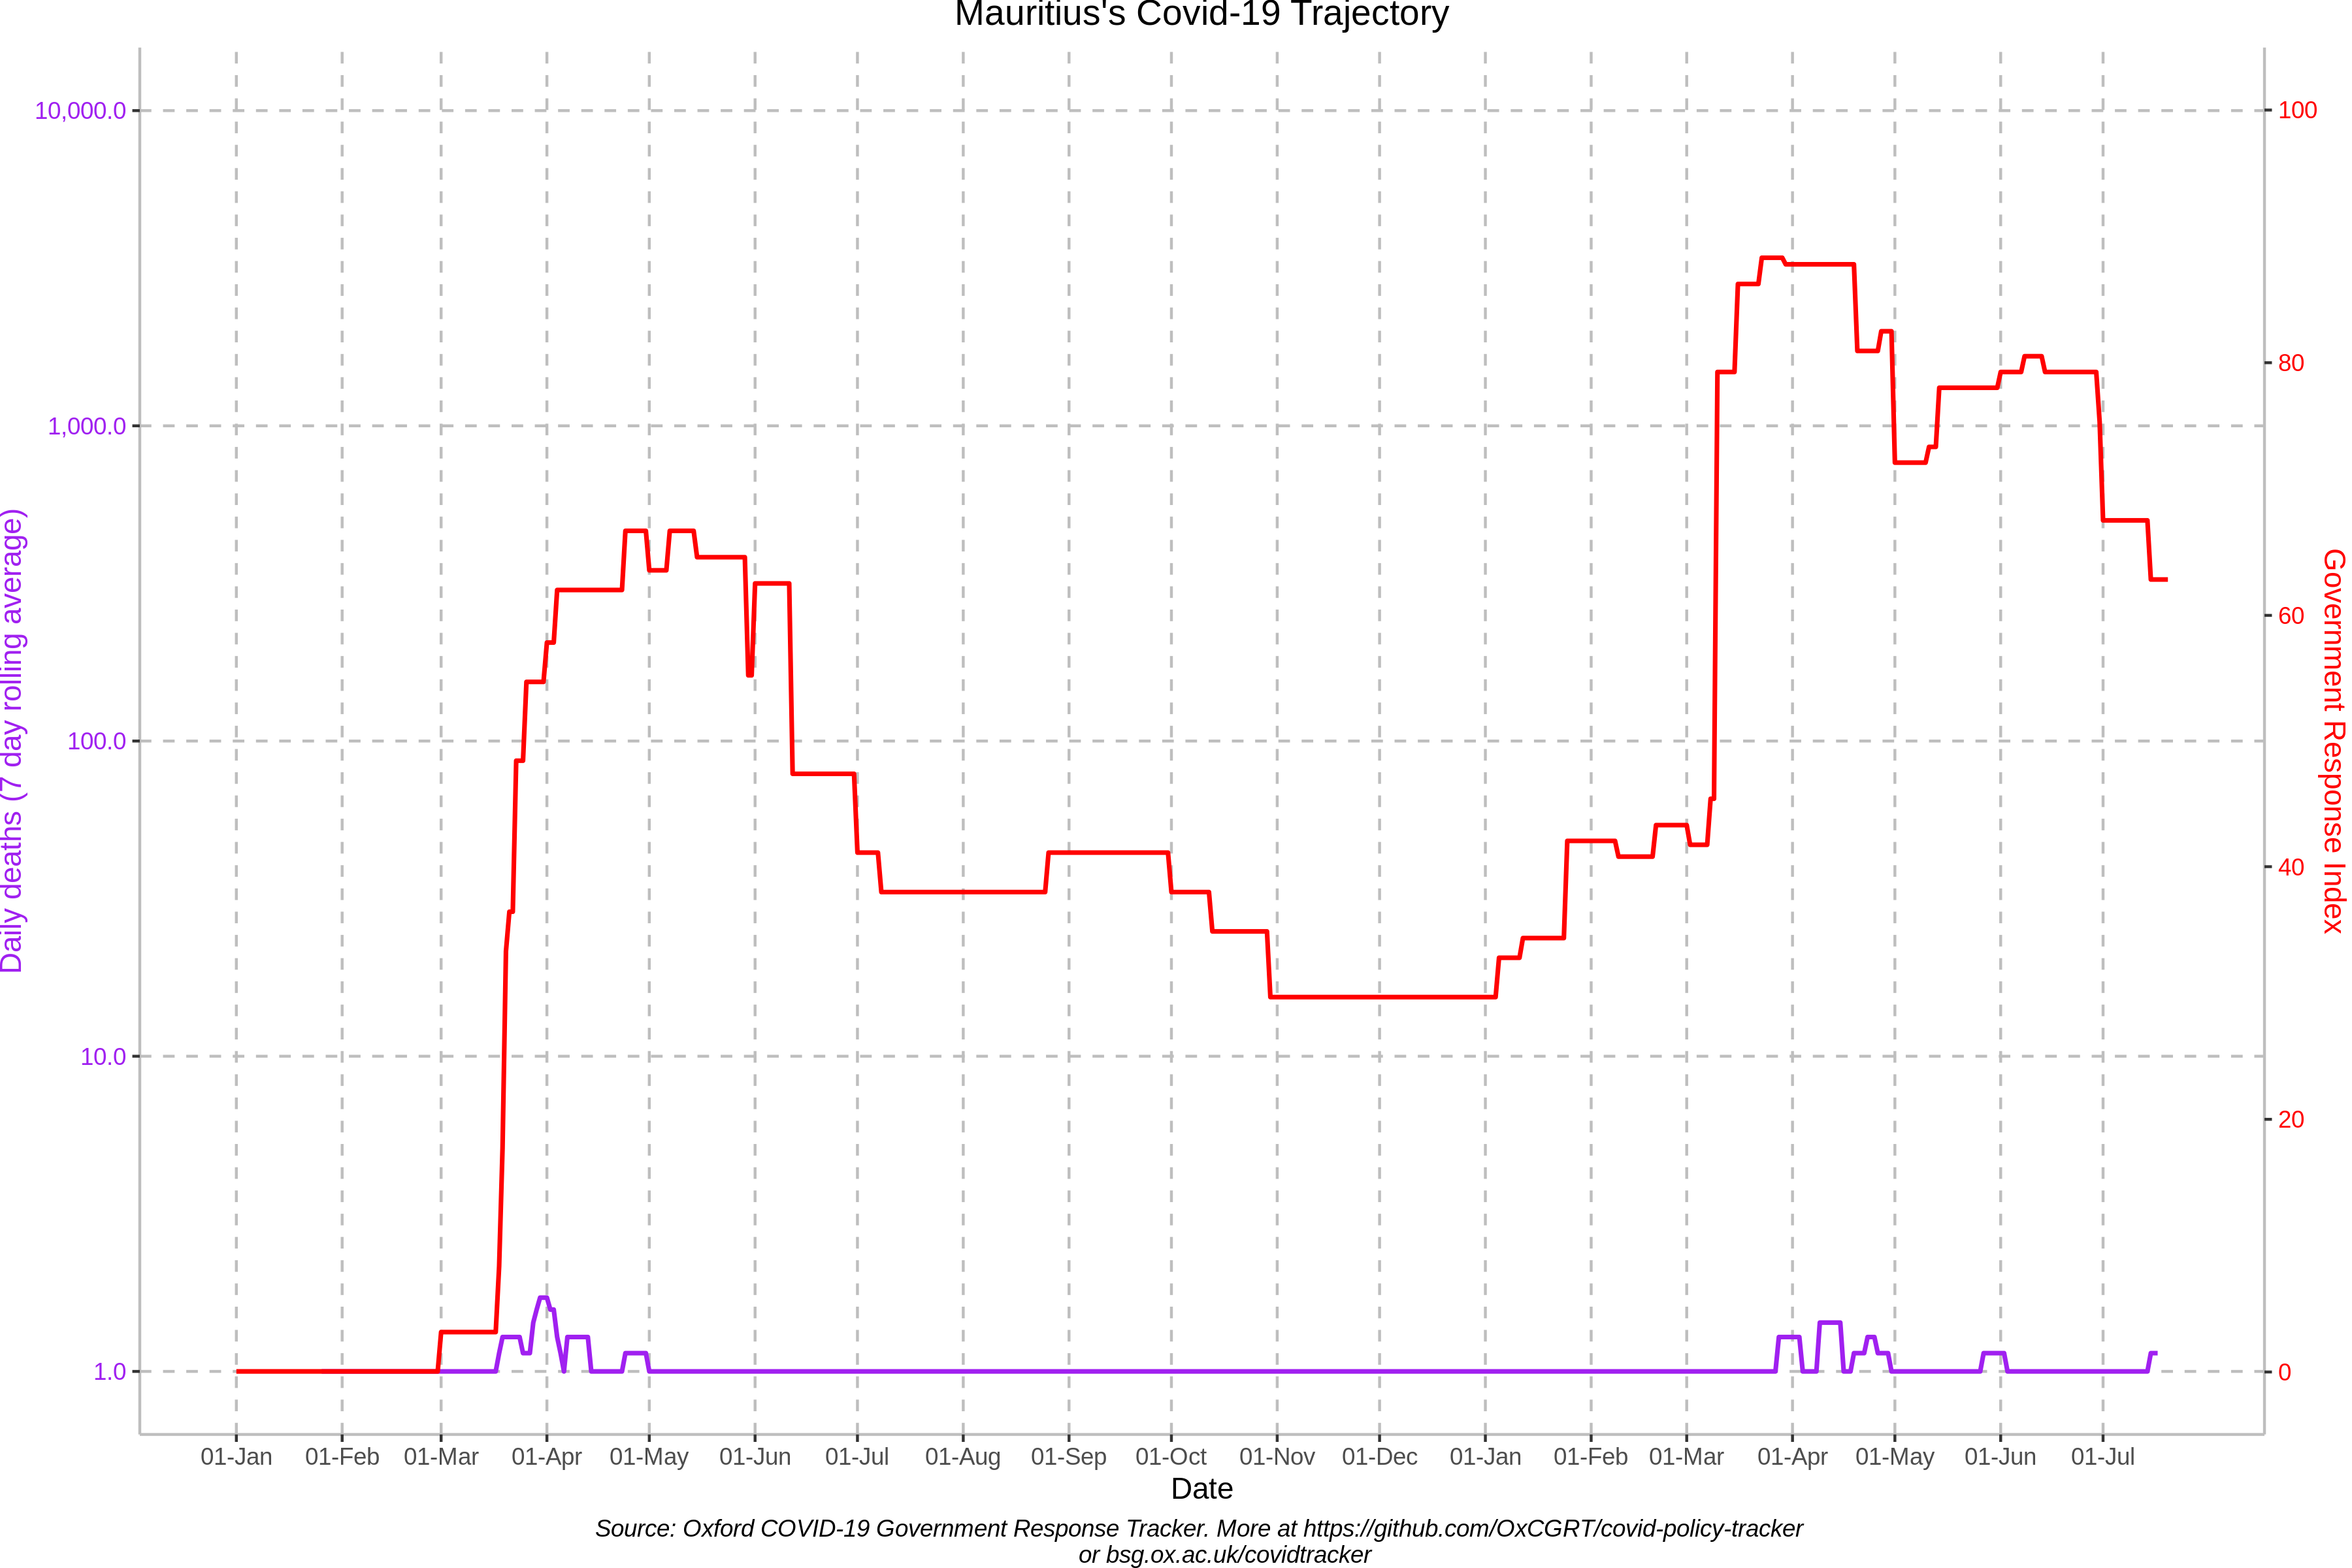 Mauritius's Covid-19 Trajectory
10,000.0
1,000.0
100.0
10.0
1.0
Daily deaths (7 day rolling average)
100
80
60
40
20
0
Government Response Index
01-Jan 01-Feb 01-Mar 01-Apr 01-May 01-Jun 01-Jul 01-Aug 01-Sep 01-Oct 01-Nov 01-Dec 01-Jan 01-Feb 01-Mar 01-Apr 01-May 01-Jun 01-Jul
Date
Source: Oxford COVID-19 Government Response Tracker. More at https://github.com/OxCGRT/covid-policy-tracker
or bsg.ox.ac.uk/covidtracker